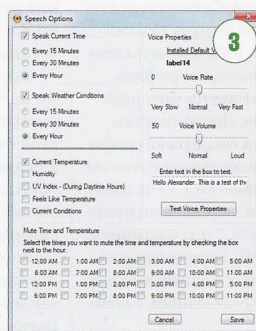 Speech Options
3
Speak Current Time
Every 15 Minutes
Every 30 Minutes
Every Hour
Speak Weather Conditions
Every 15 Minutes
Every 30 Minutes
Every Hour
Current Temperature
Humidity
UV Index - (During Daytime Hours)
Feels Like Temperature
Current Conditions
Voice Properties
Installed Default
label14
0 Voice Rate
Very Slow Normal Very Fast
50 Voice Volume
Soft Normal Loud
Enter text in the box to test.
Hello Alexander. This is a test of
Test Voice Properties
Mute Time and Temperature
Select the times you want to mute the time and temperature by checking the box
next to the hour.
12:00 AM 1:00 AM 2:00 AM 3:00 AM 4:00 AM 5:00 AM
6:00 AM 7:00 AM 8:00 AM 9:00 AM 10:00 AM 11:00 AM
12:00 PM 1:00 PM 2:00 PM 3:00 PM 4:00 PM 5:00 PM
6:00 PM 7:00 PM 8:00 PM 9:00 PM 10:00 PM 11:00 PM
Cancel Save